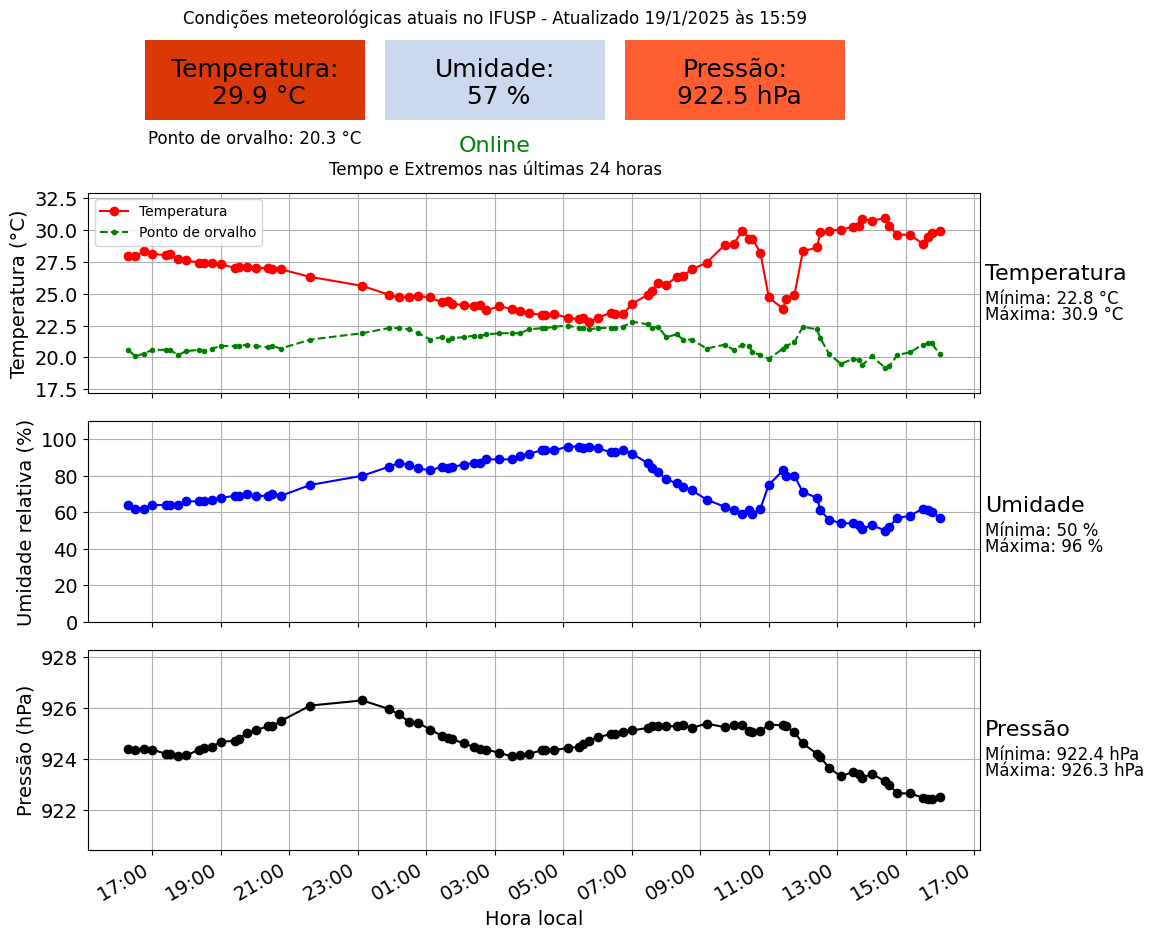 Condições meteorológicas atuais no IFUSP - Atualizado 19/1/2025 às 15:59
Temperatura:
29.9 °C
Umidade:
57 %
Pressão:
922.5 hPa
Ponto de orvalho: 20.3 °C
Online
Tempo e Extremos nas últimas 24 horas
Temperatura (°C)
32.5
30.0
27.5
25.0
22.5
20.0
17.5
Temperatura
Ponto de orvalho
Temperatura
Mínima: 22.8 °C
Máxima: 30.9 °C
Umidade relativa (%)
100
80
60
40
20
0
Umidade
Mínima: 50 %
Máxima: 96 %
Pressão (hPa)
928
926
924
922
Pressão
Mínima: 922.4 hPa
Máxima: 926.3 hPa
17:00
19:00
21:00
23:00
01:00
03:00
05:00
07:00
09:00
11:00
13:00
15:00
17:00
Hora local